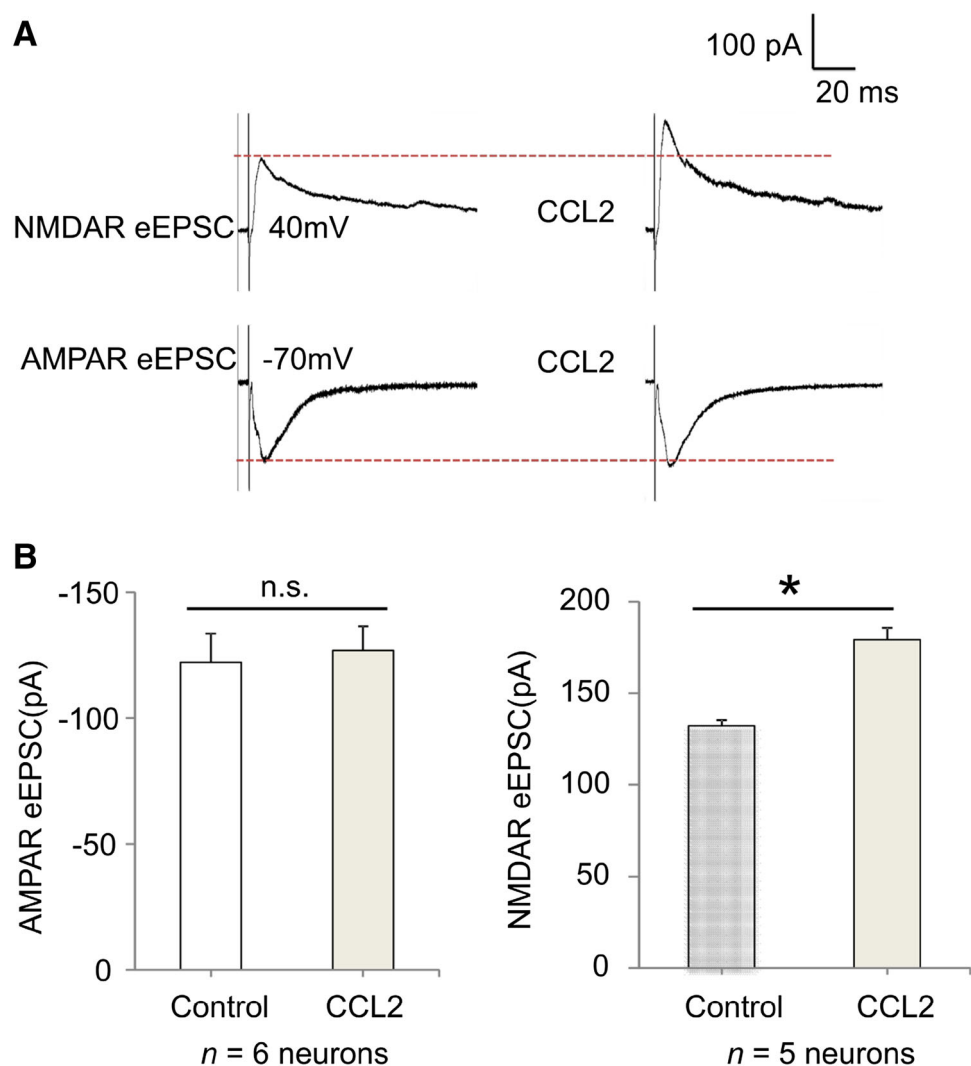 A
100 pA
20 ms
NMDAR eEPSC
40mV
CCL2
AMPAR eEPSC
-70mV
CCL2
B
AMPAR eEPSC(pA)
-150
-100
-50
0
n.s.
Control
CCL2
n = 6 neurons
NMDAR eEPSC(pA)
200
150
100
50
0
*
Control
CCL2
n = 5 neurons